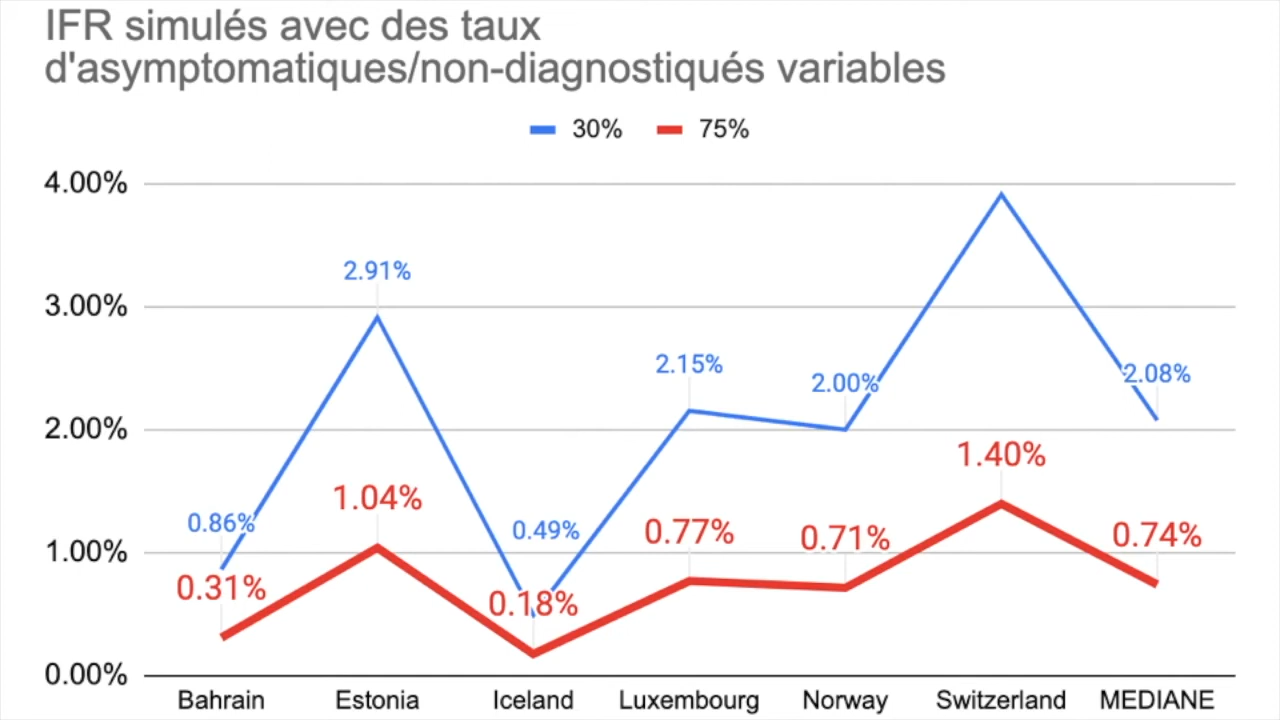 IFR simulés avec des taux
d'asymptomatiques/non-diagnostiqués variables
30% 75%
4.00%
3.00%
2.00%
1.00%
0.00%
0.86% 2.91% 0.49% 2.15% 2.00% 2.08%
0.31% 1.04% 0.18% 0.77% 0.71% 1.40% 0.74%
Bahrain Estonia Iceland Luxembourg Norway Switzerland MEDIANE